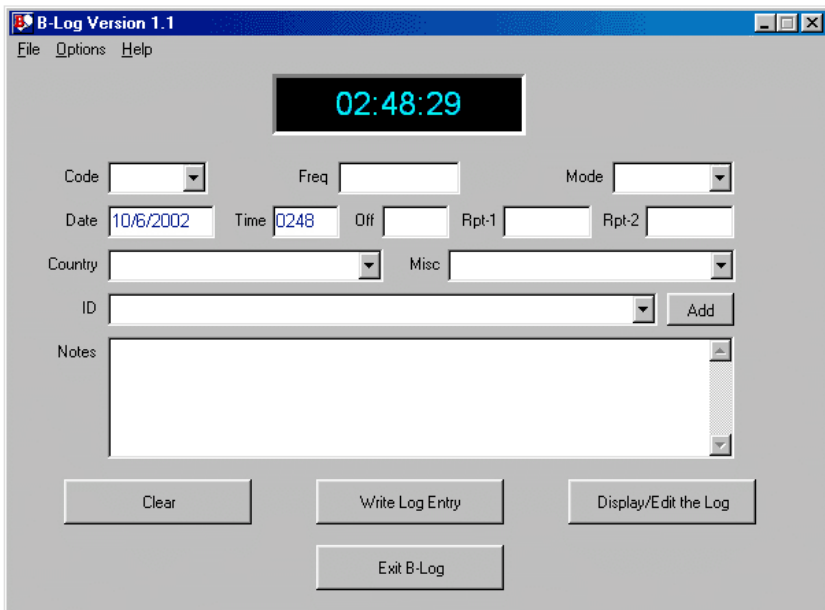 B-Log Version 1.1
File Options Help
02:48:29
Code Freq Mode
Date 10/6/2002 Time 0248 Off Rpt-1 Rpt-2
Country Misc
ID Add
Notes
Clear Write Log Entry Display/Edit the Log
Exit B-Log